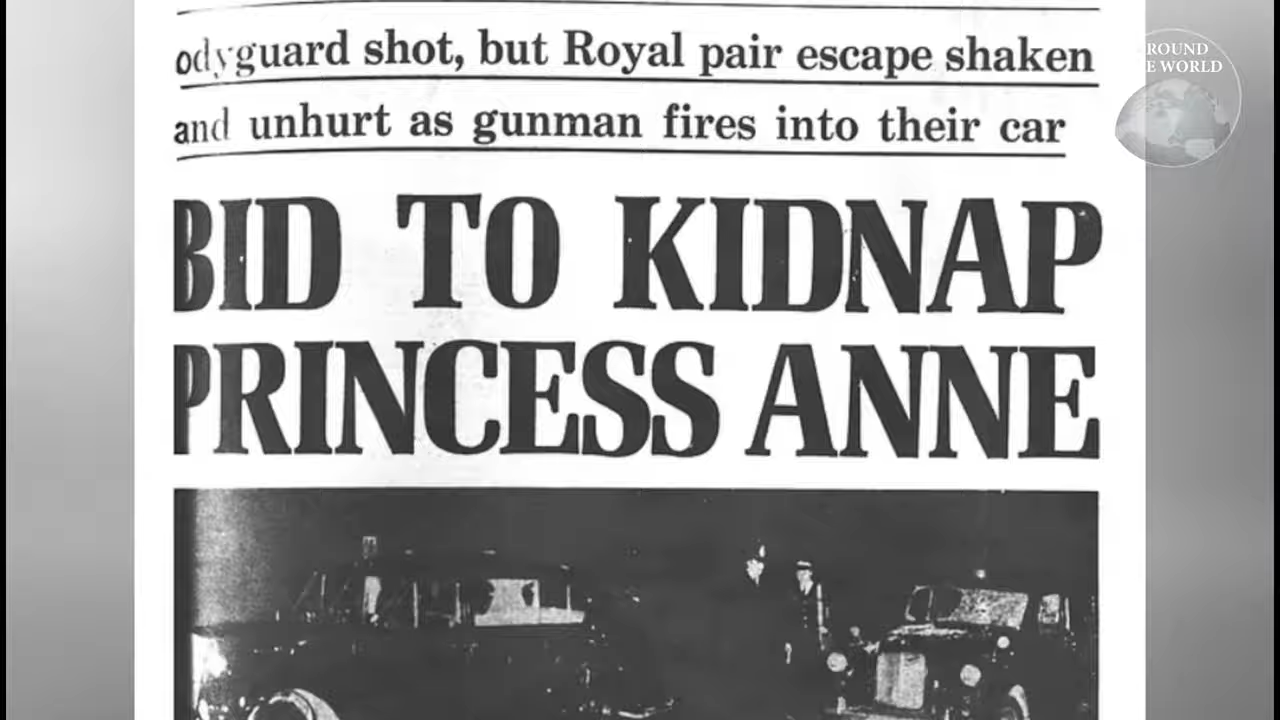 odyguard shot, but Royal pair escape shaken
and unhurt as gunman fires into their car
BID TO KIDNAP
PRINCESS ANNE
ROUND
E WORLD